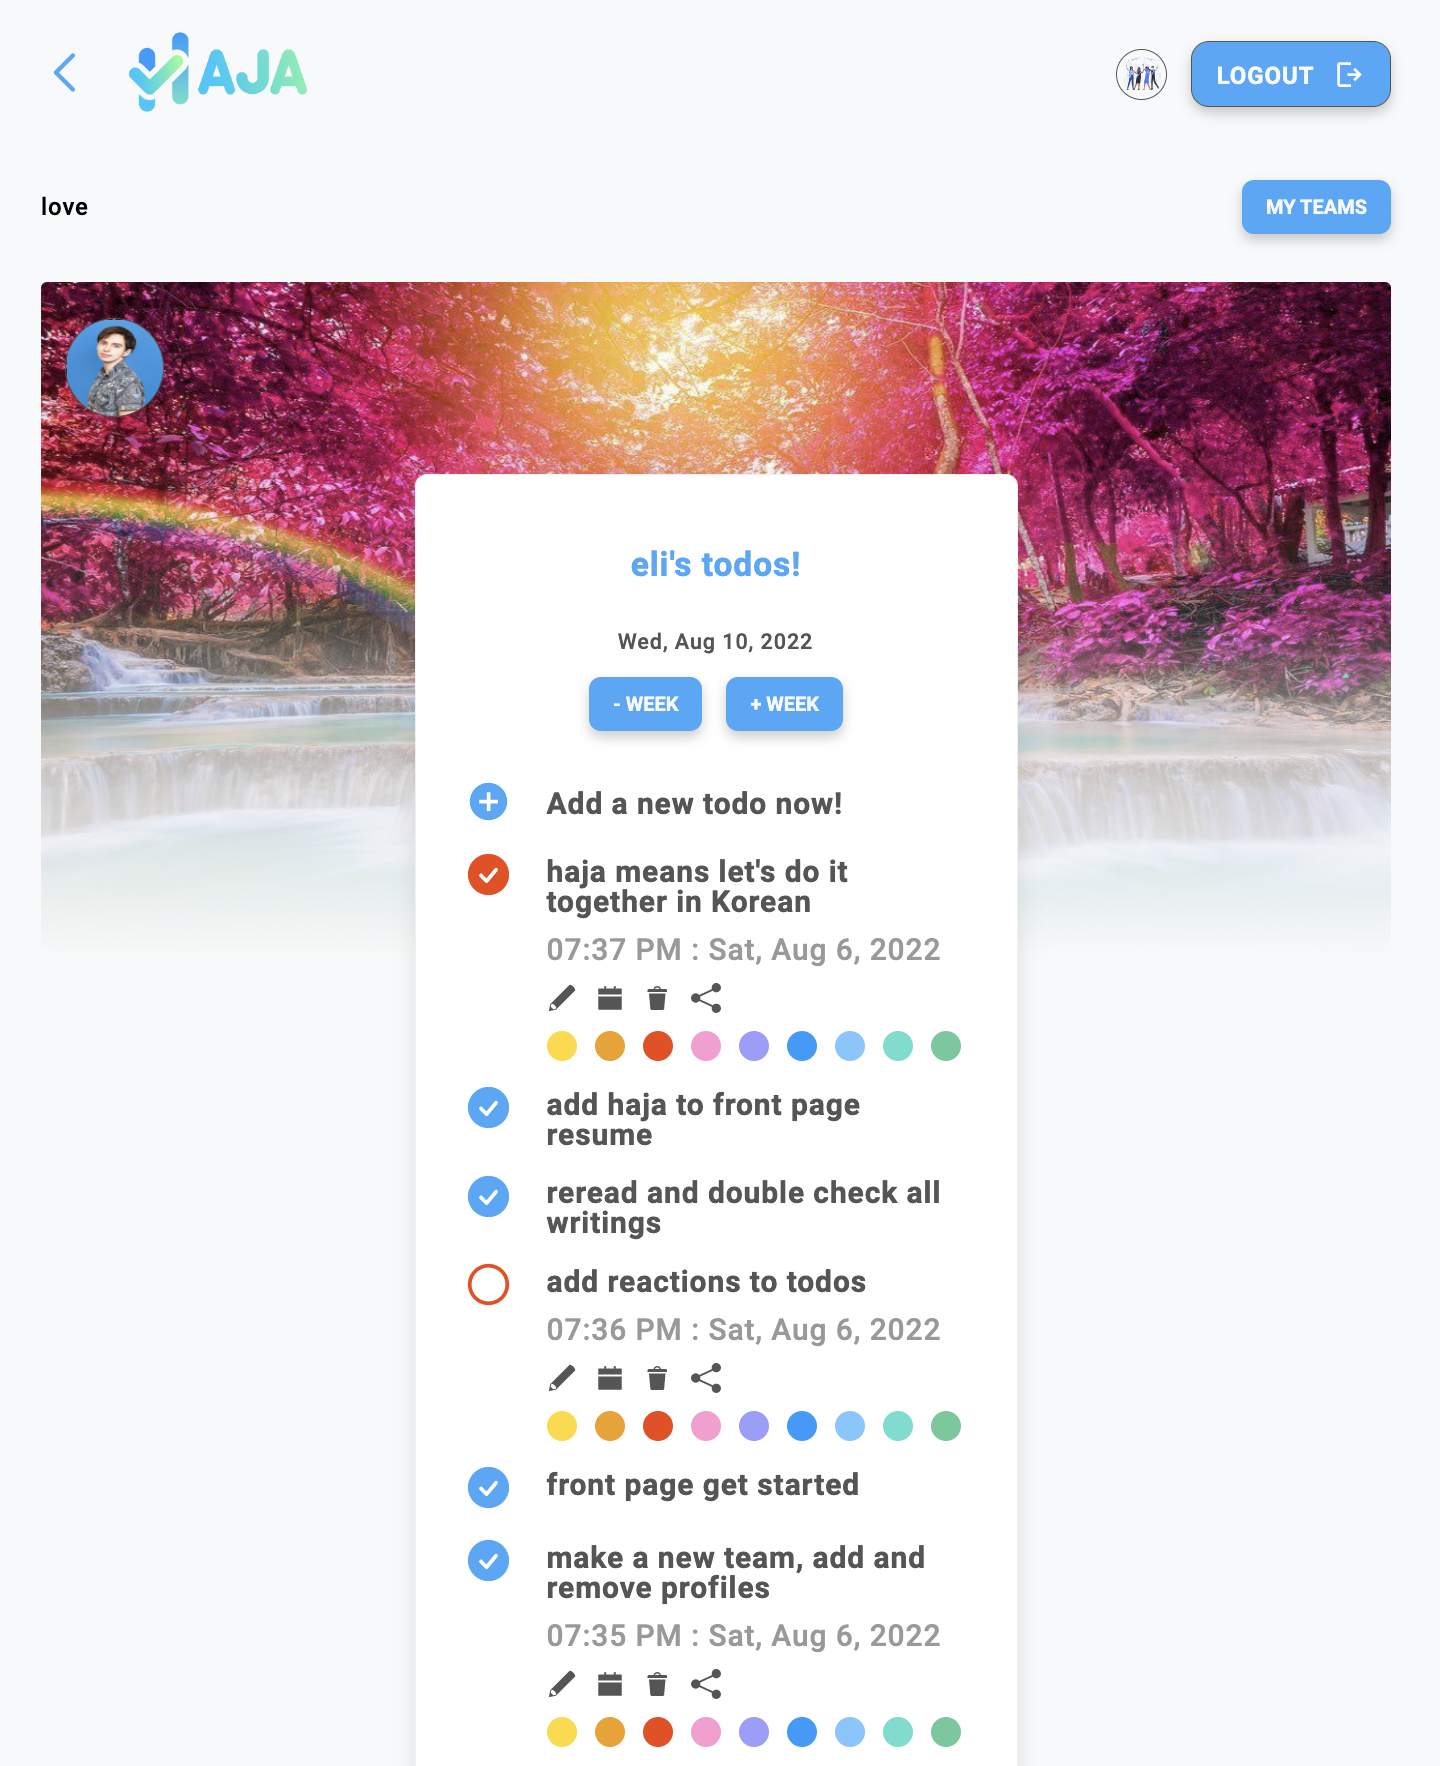 HAJA
LOGOUT
love
MY TEAMS
eli's todos!
Wed, Aug 10, 2022
- WEEK
+ WEEK
Add a new todo now!
haja means let's do it
together in Korean
07:37 PM : Sat, Aug 6, 2022
add haja to front page
resume
reread and double check all
writings
add reactions to todos
07:36 PM : Sat, Aug 6, 2022
front page get started
make a new team, add and
remove profiles
07:35 PM : Sat, Aug 6, 2022